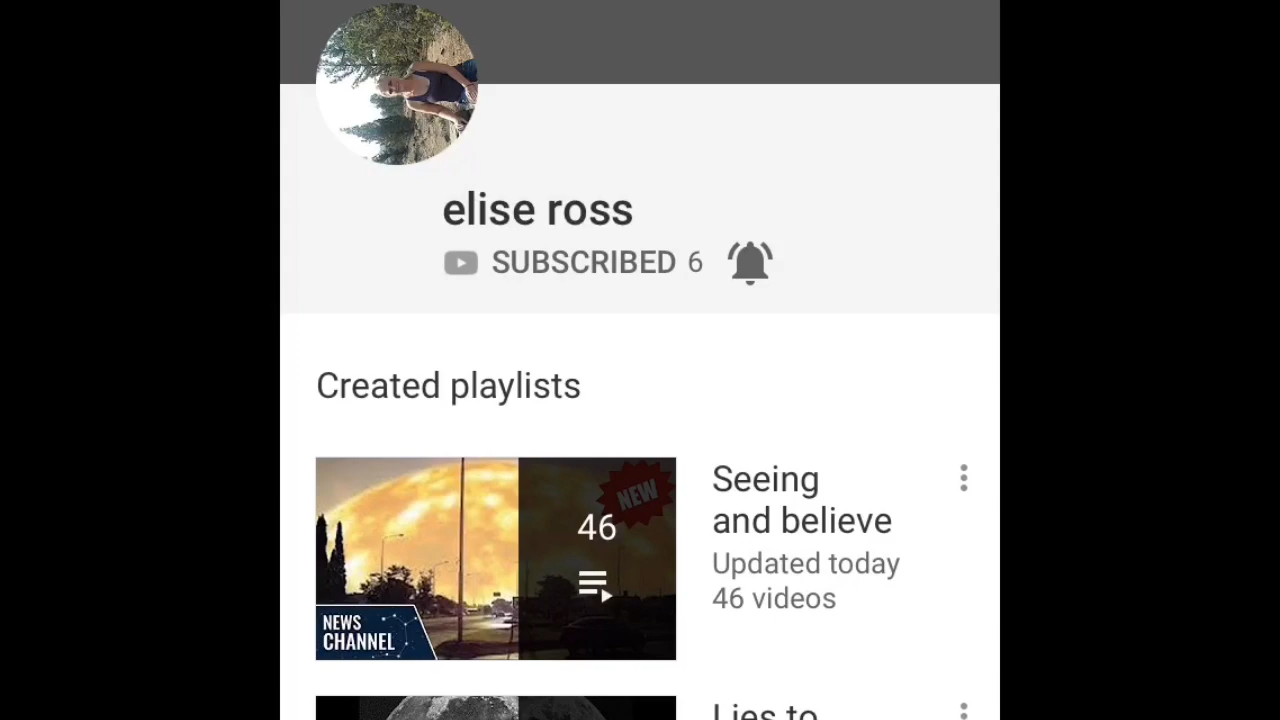 elise ross
SUBSCRIBED 6
Created playlists
NEW
46
NEWS
CHANNEL
Seeing
and believe
Updated today
46 videos
Lies to